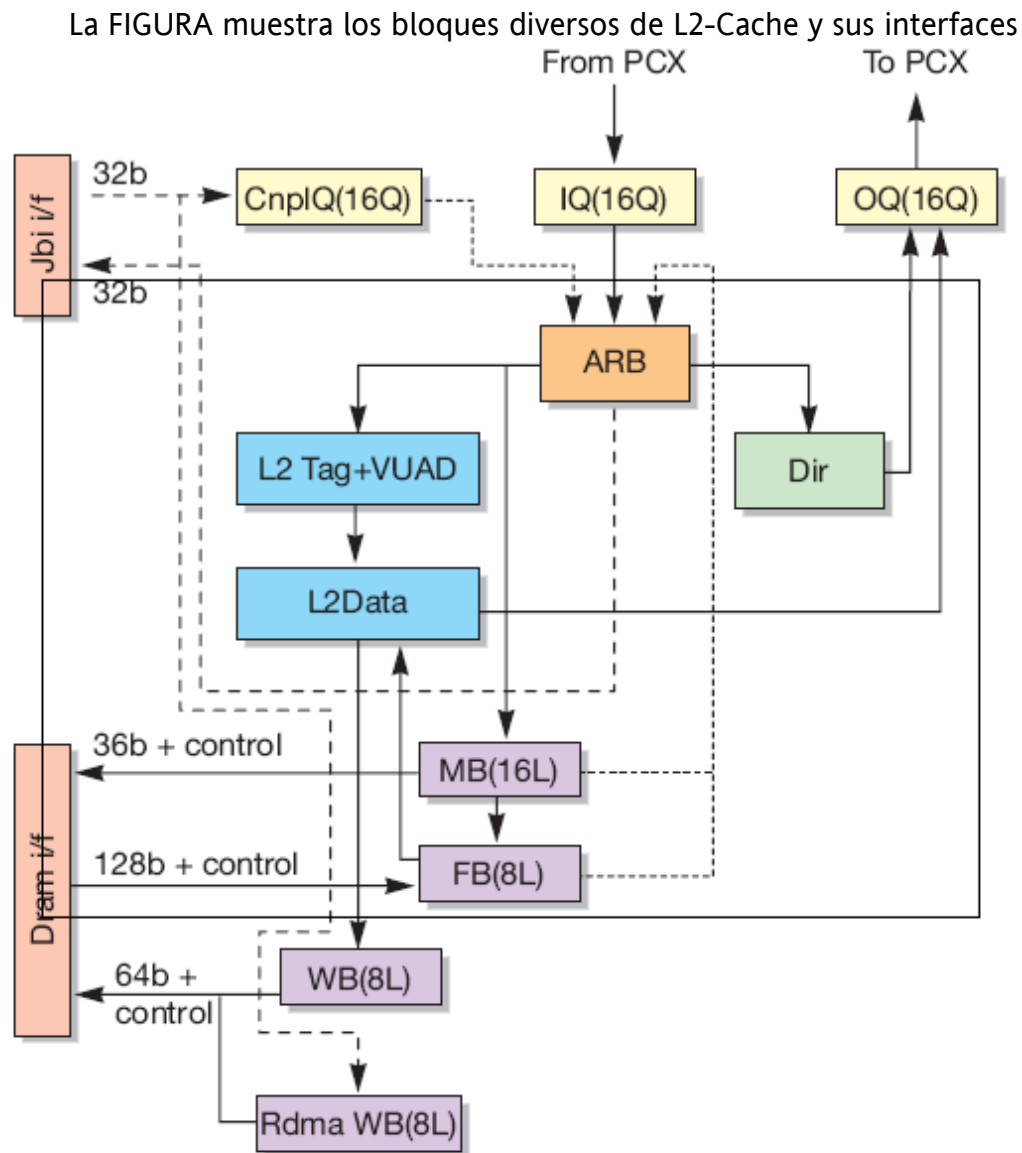 La FIGURA muestra los bloques diversos de L2-Cache y sus interfaces
From PCX
To PCX
Jbi i/f
32b
CnplQ(16Q)
IQ(16Q)
OQ(16Q)
32b
ARB
L2 Tag+VUAD
Dir
L2Data
36b + control
MB(16L)
Dram i/f
128b + control
FB(8L)
64b +
control
WB(8L)
Rdma WB(8L)